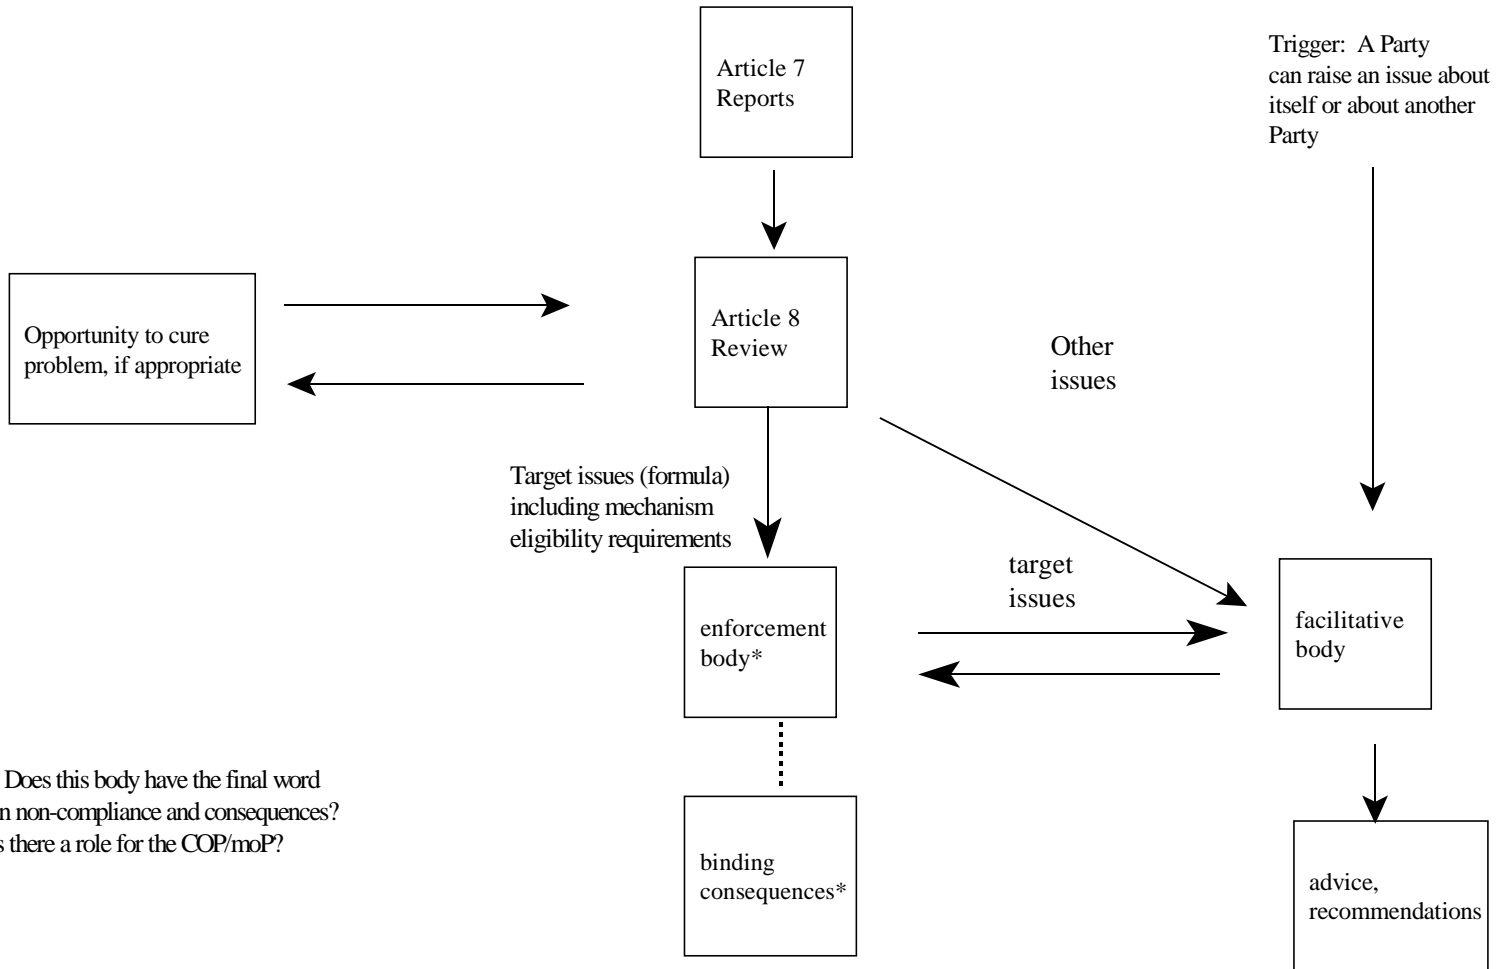 Article 7
Reports
Trigger: A Party
can raise an issue about
itself or about another
Party
Opportunity to cure
problem, if appropriate
Article 8
Review
Other
issues
Target issues (formula)
including mechanism
eligibility requirements
target
issues
enforcement
body*
facilitative
body
Does this body have the final word
n non-compliance and consequences?
s there a role for the COP/moP?
binding
consequences*
advice,
recommendations